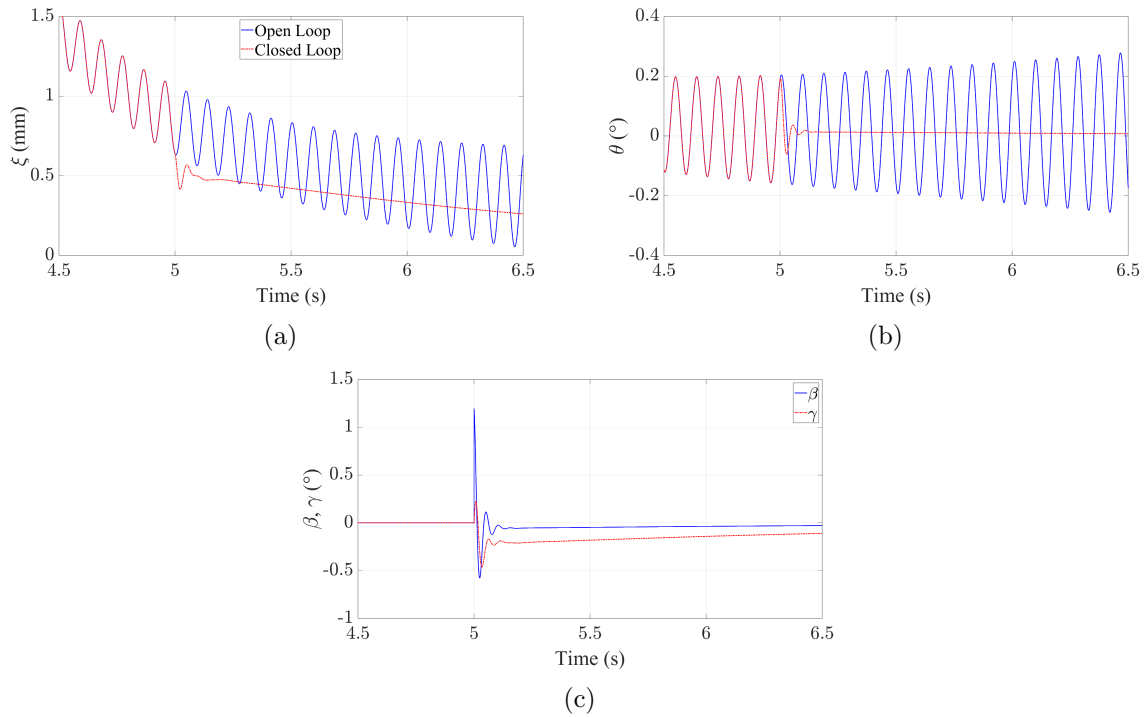 1.5
1
0.5
0
ξ (mm)
4.5 5 5.5 6 6.5
Time (s)
Open Loop
Closed Loop
(a)
0.4
0.2
0
-0.2
-0.4
θ (°)
4.5 5 5.5 6 6.5
Time (s)
(b)
1.5
1
0.5
0
-0.5
-1
β, γ (°)
4.5 5 5.5 6 6.5
Time (s)
β
γ
(c)